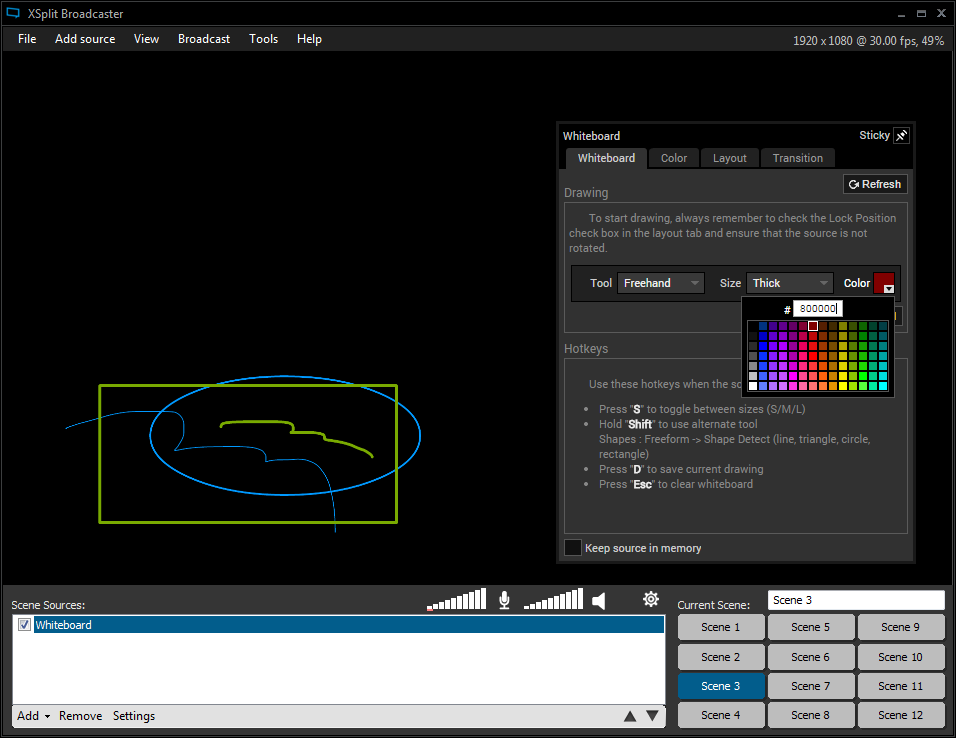 XSplit Broadcaster
File Add source View Broadcast Tools Help
1920 x 1080 @ 30.00 fps, 49%
Whiteboard
Sticky
Whiteboard Color Layout Transition
Refresh
Drawing
To start drawing, always remember to check the Lock Position
check box in the layout tab and ensure that the source is not
rotated.
Tool Freehand Size Thick Color
# 800000
Hotkeys
Use these hotkeys when the
• Press "S" to toggle between sizes (S/M/L)
• Hold "Shift" to use alternate tool
Shapes : Freeform -> Shape Detect (line, triangle, circle,
rectangle)
• Press "D" to save current drawing
• Press "Esc" to clear whiteboard
Keep source in memory
Scene Sources:
Whiteboard
Add Remove Settings
Current Scene: Scene 3
Scene 1 Scene 5 Scene 9
Scene 2 Scene 6 Scene 10
Scene 3 Scene 7 Scene 11
Scene 4 Scene 8 Scene 12